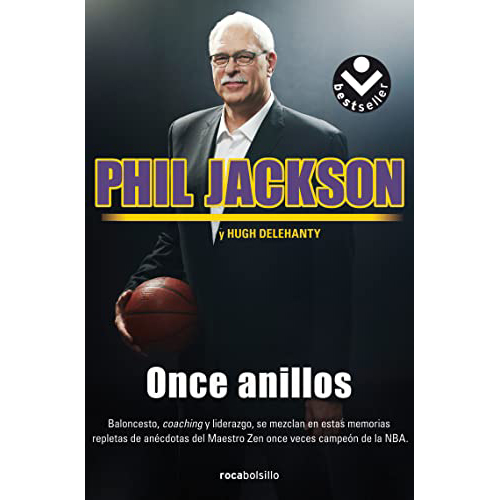 bestseller
PHIL JACKSON
y HUGH DELEHANTY
Once anillos
Baloncesto, coaching y liderazgo, se mezclan en estas memorias
repletas de anécdotas del Maestro Zen once veces campeón de la NBA.
rocabolsillo